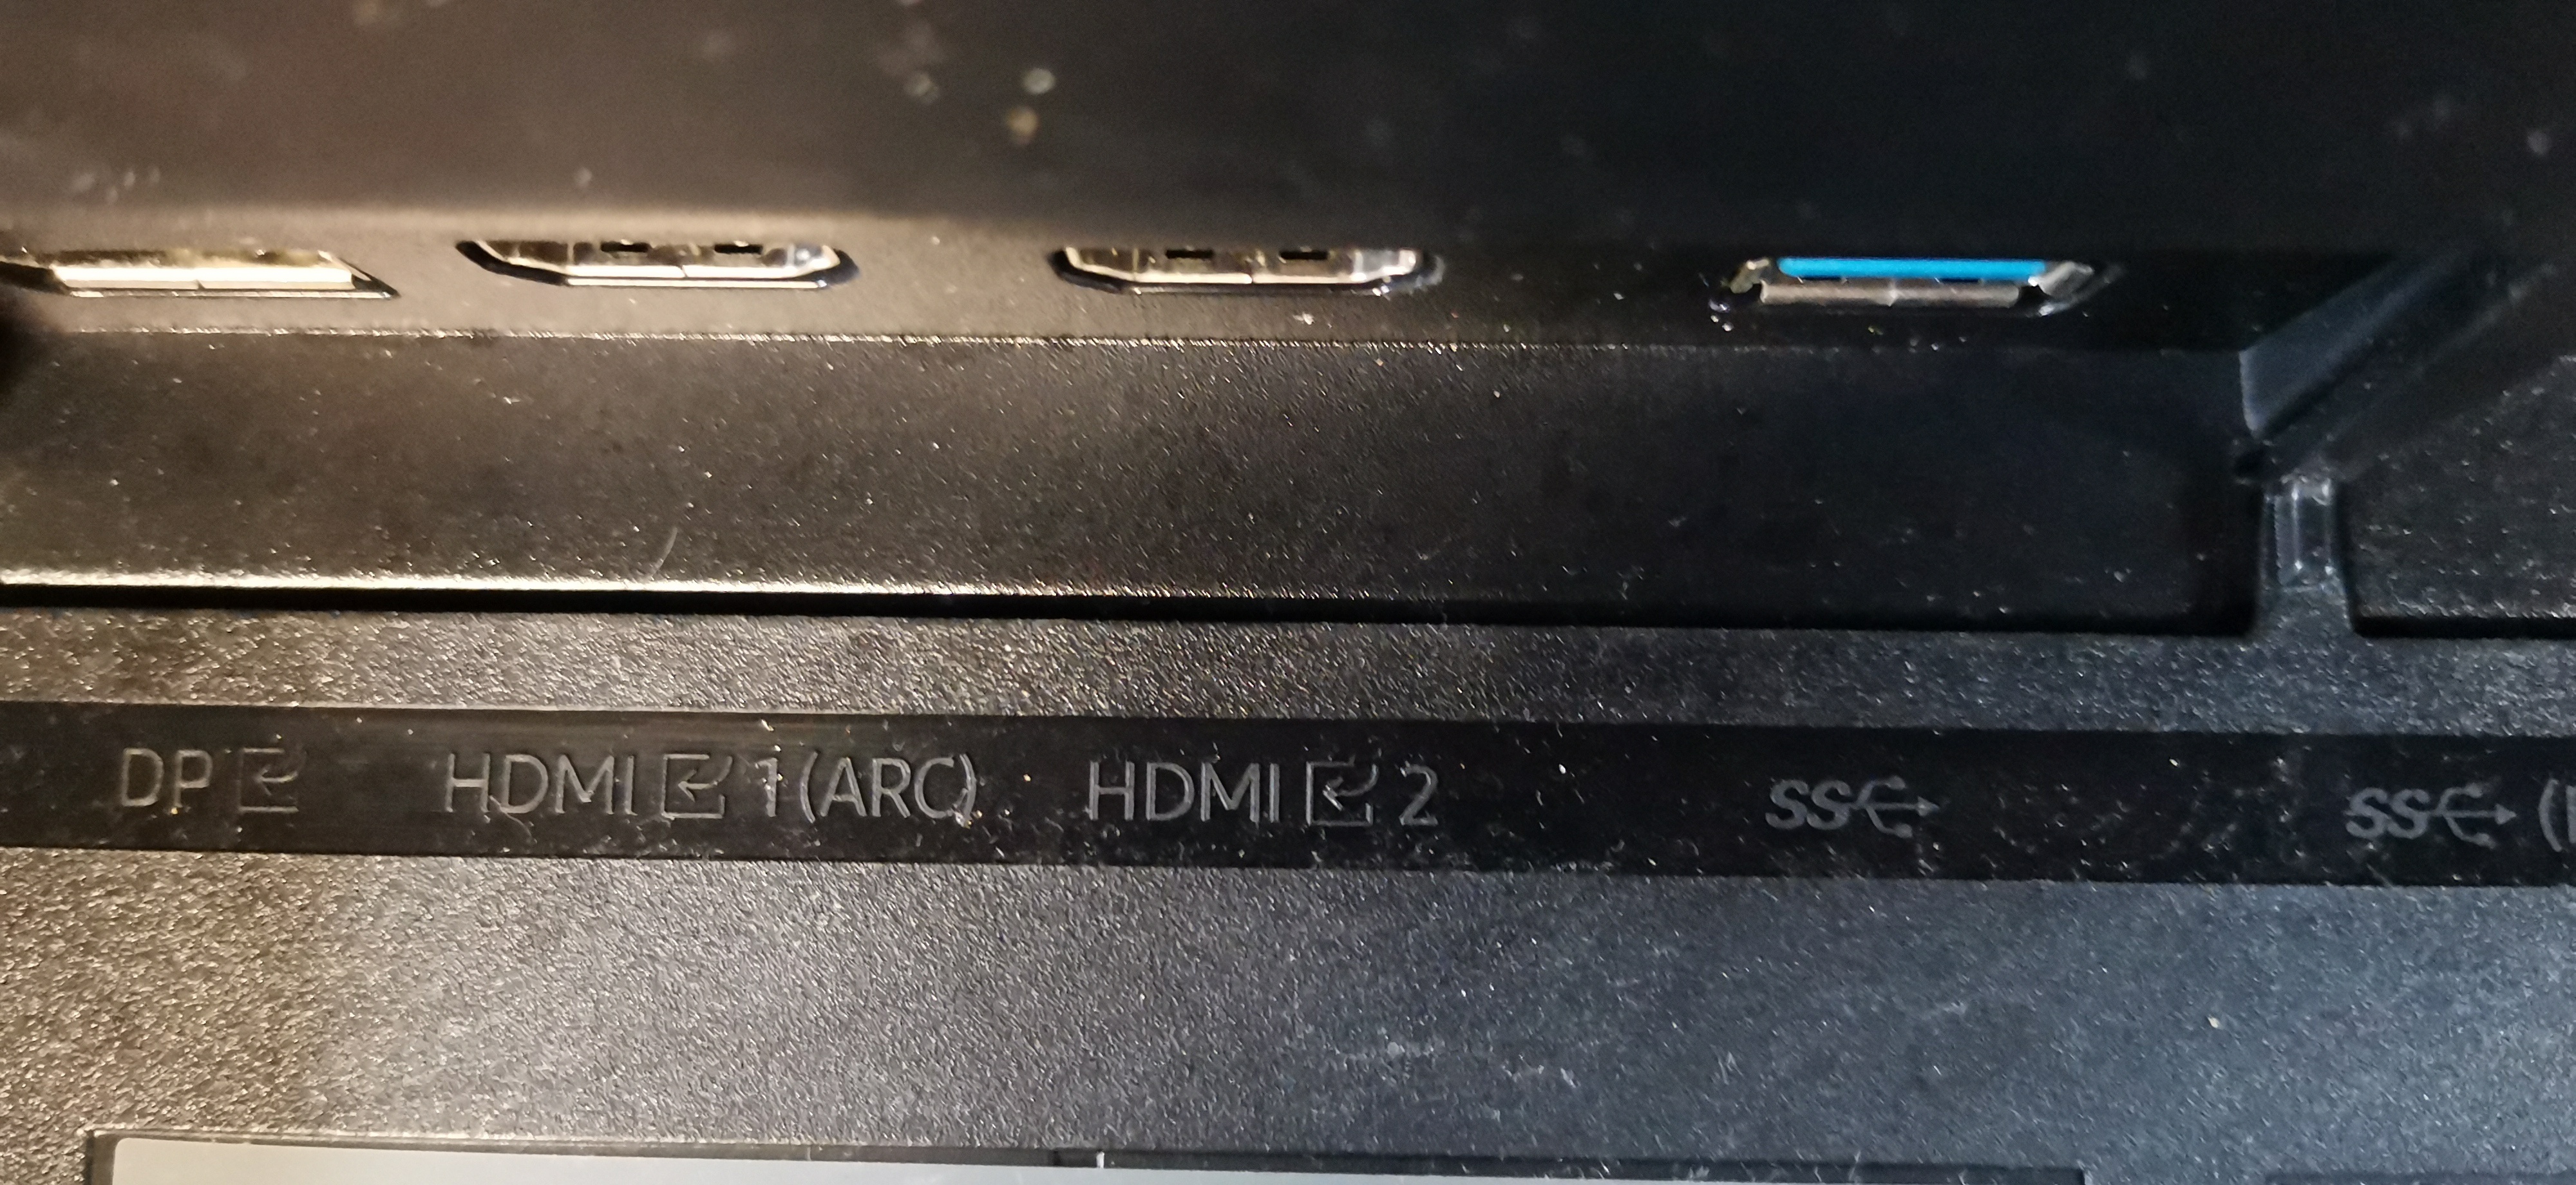 DP HDMI 1 (ARC) HDMI 2 SS SS (